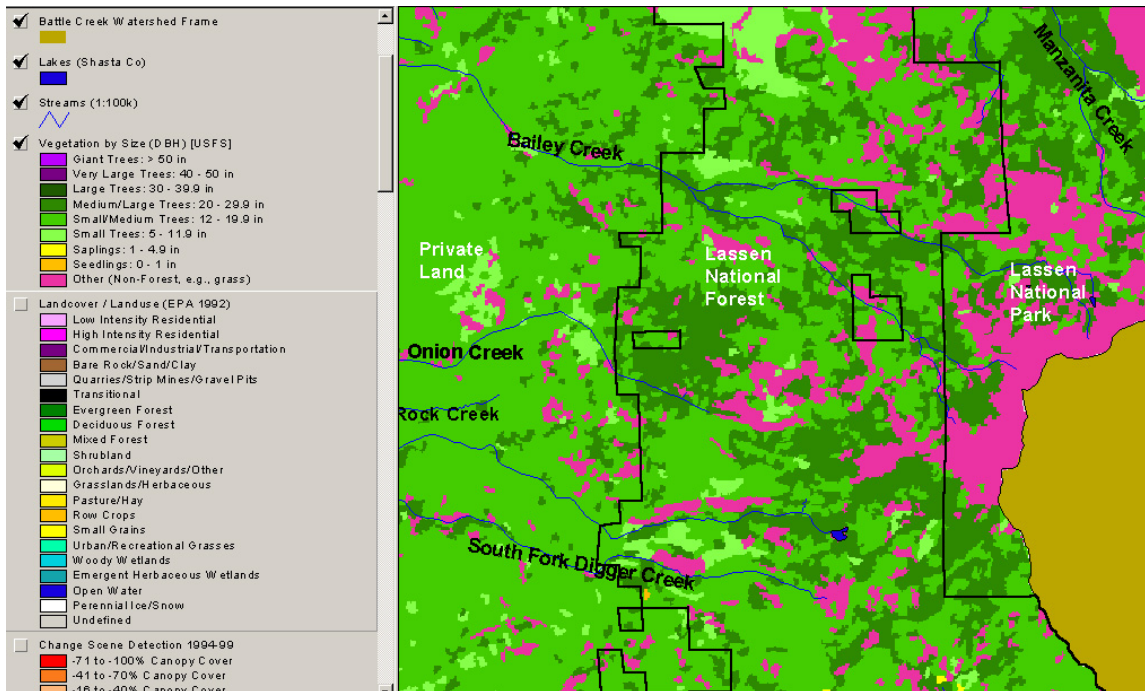 Battle Creek Watershed Frame
Lakes (Shasta Co)
Streams (1:100k)
Vegetation by Size (DBH) [USFS]
Giant Trees: > 50 in
Very Large Trees: 40 - 50 in
Large Trees: 30 - 39.9 in
Medium/Large Trees: 20 - 29.9 in
Small/Medium Trees: 12 - 19.9 in
Small Trees: 5 - 11.9 in
Saplings: 1 - 4.9 in
Seedlings: 0 - 1 in
Other (Non-Forest, e.g., grass)
Landcover / Landuse (EPA 1992)
Low Intensity Residential
High Intensity Residential
Commercial/Industrial/Transportation
Bare Rock/Sand/Clay
Quarries/Strip Mines/Gravel Pits
Transitional
Evergreen Forest
Deciduous Forest
Mixed Forest
Shrubland
Orchards/Vineyards/Other
Grasslands/Herbaceous
Pasture/Hay
Row Crops
Small Grains
Urban/Recreational Grasses
Woody Wetlands
Emergent Herbaceous Wetlands
Open Water
Perennial Ice/Snow
Undefined
Change Scene Detection 1994-99
-71 to -100% Canopy Cover
-41 to -70% Canopy Cover
-16 to -40% Canopy Cover
Manzanita Creek
Bailey Creek
Private
Land
Lassen
National
Forest
Lassen
National
Park
Onion Creek
Rock Creek
South Fork Digger Creek